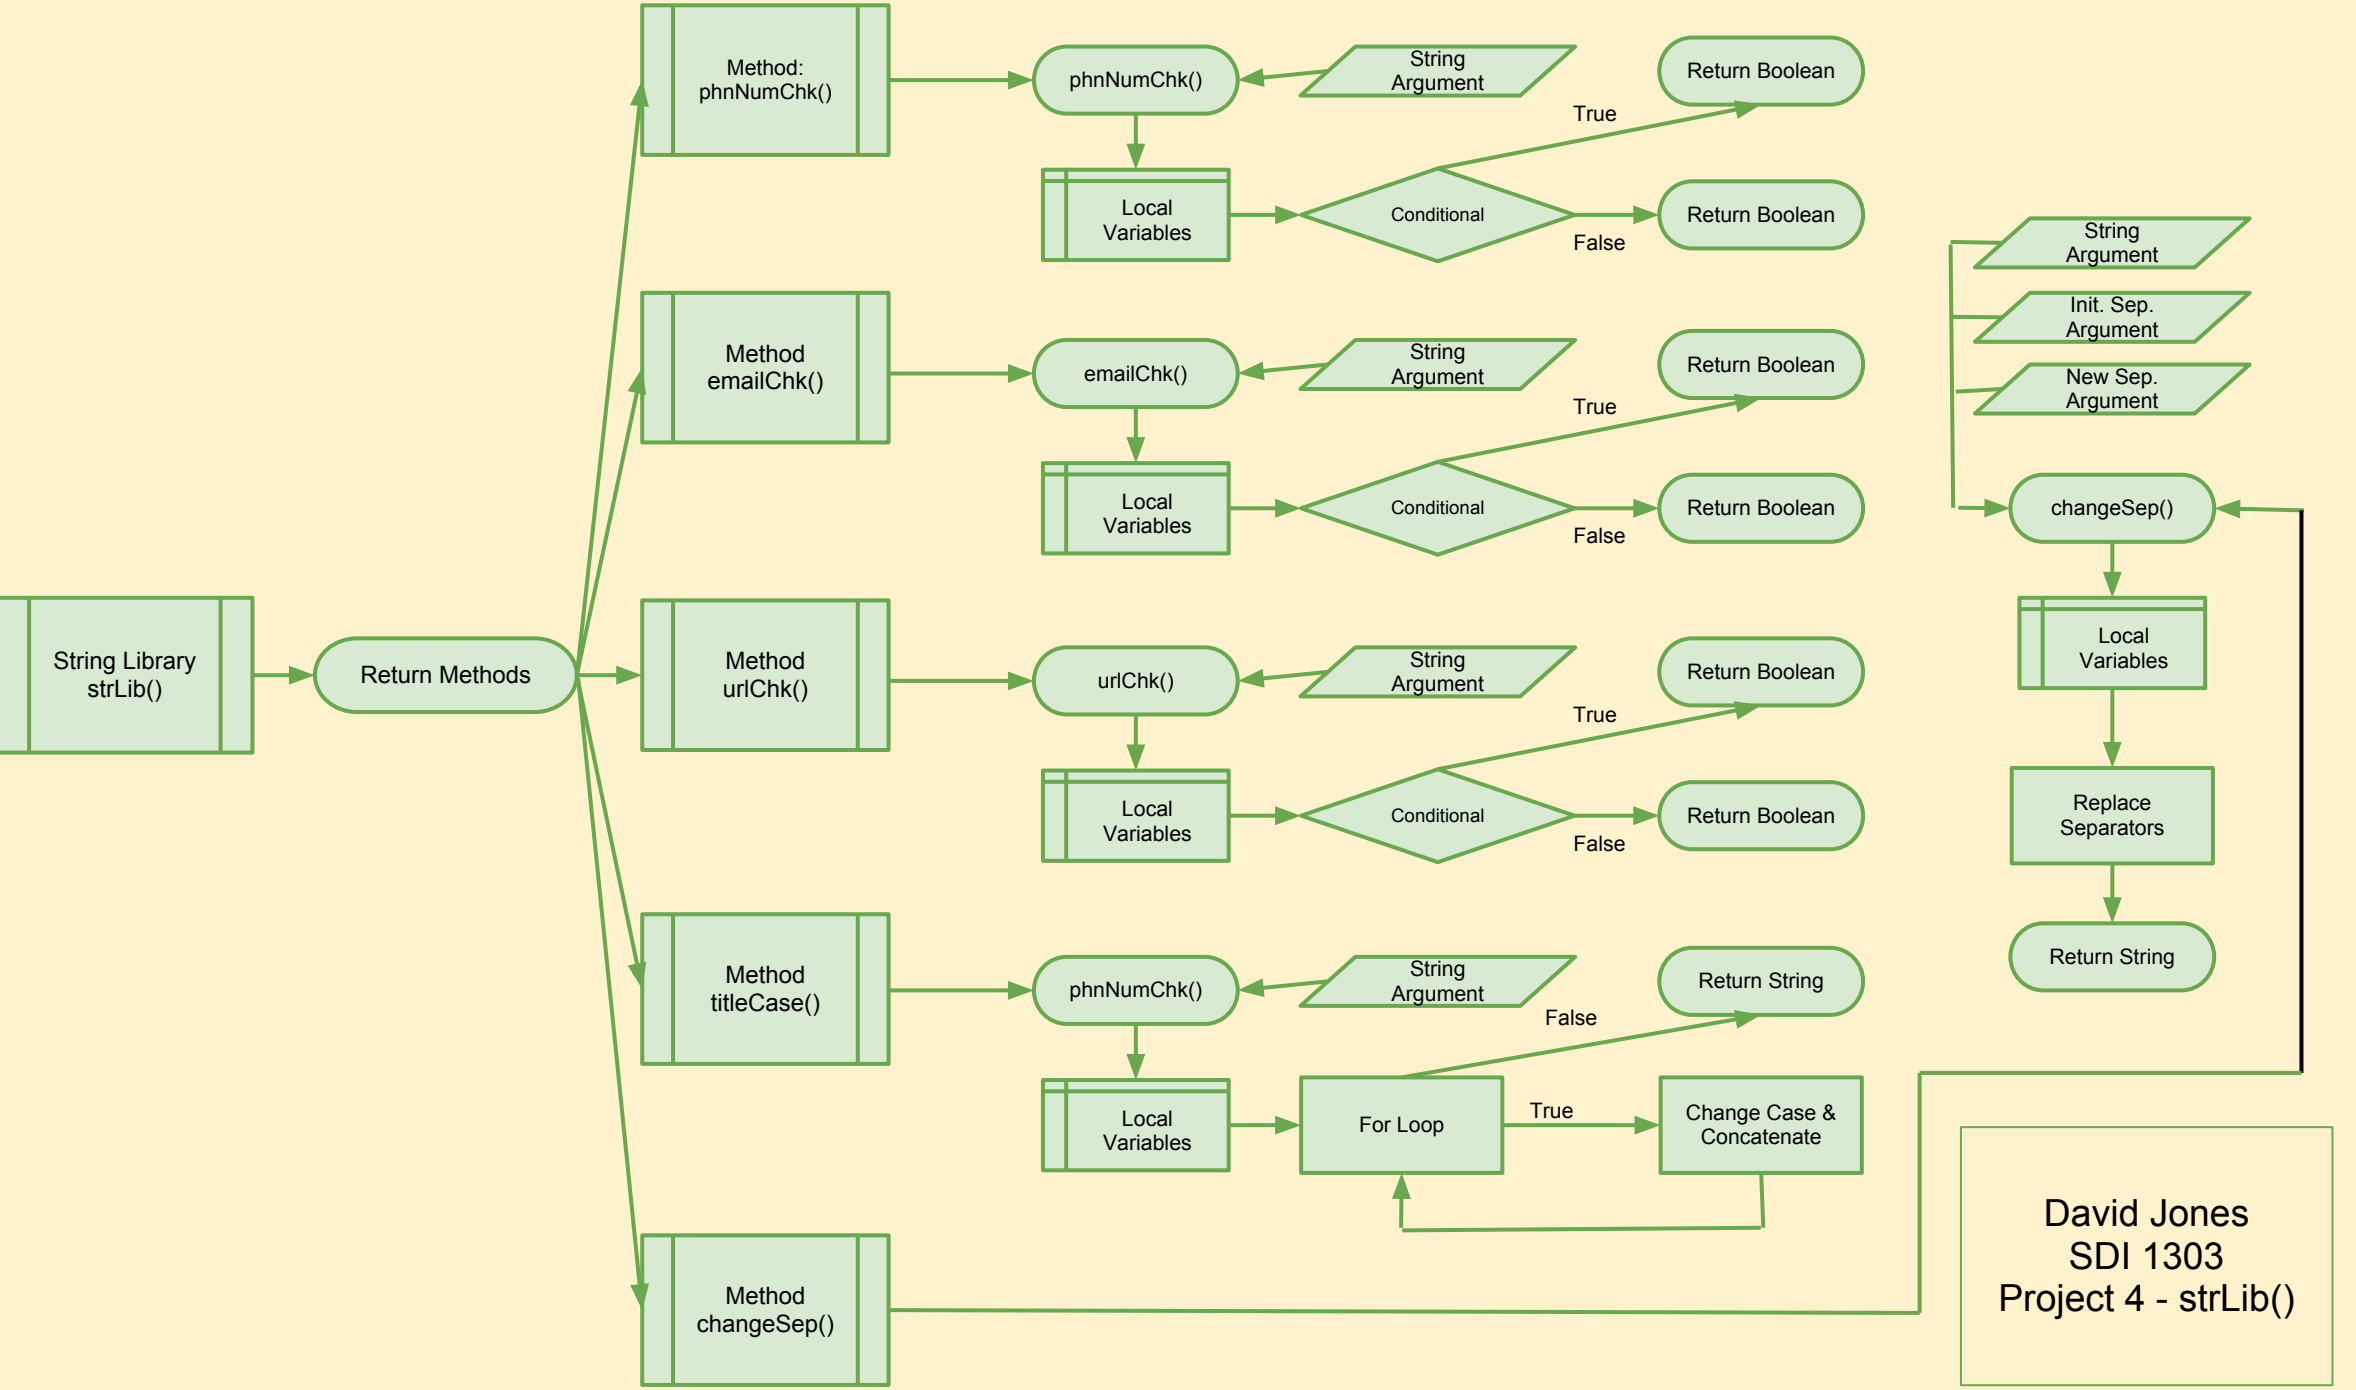 String Library
strLib()
Return Methods
Method:
phnNumChk()
phnNumChk()
String
Argument
Local
Variables
Conditional
True
Return Boolean
False
Return Boolean
Method
emailChk()
emailChk()
String
Argument
Local
Variables
Conditional
True
Return Boolean
False
Return Boolean
Method
urlChk()
urlChk()
String
Argument
Local
Variables
Conditional
True
Return Boolean
False
Return Boolean
Method
titleCase()
phnNumChk()
String
Argument
Local
Variables
For Loop
False
Return String
True
Change Case &
Concatenate
Method
changeSep()
String
Argument
Init. Sep.
Argument
New Sep.
Argument
changeSep()
Local
Variables
Replace
Separators
Return String
David Jones
SDI 1303
Project 4 - strLib()